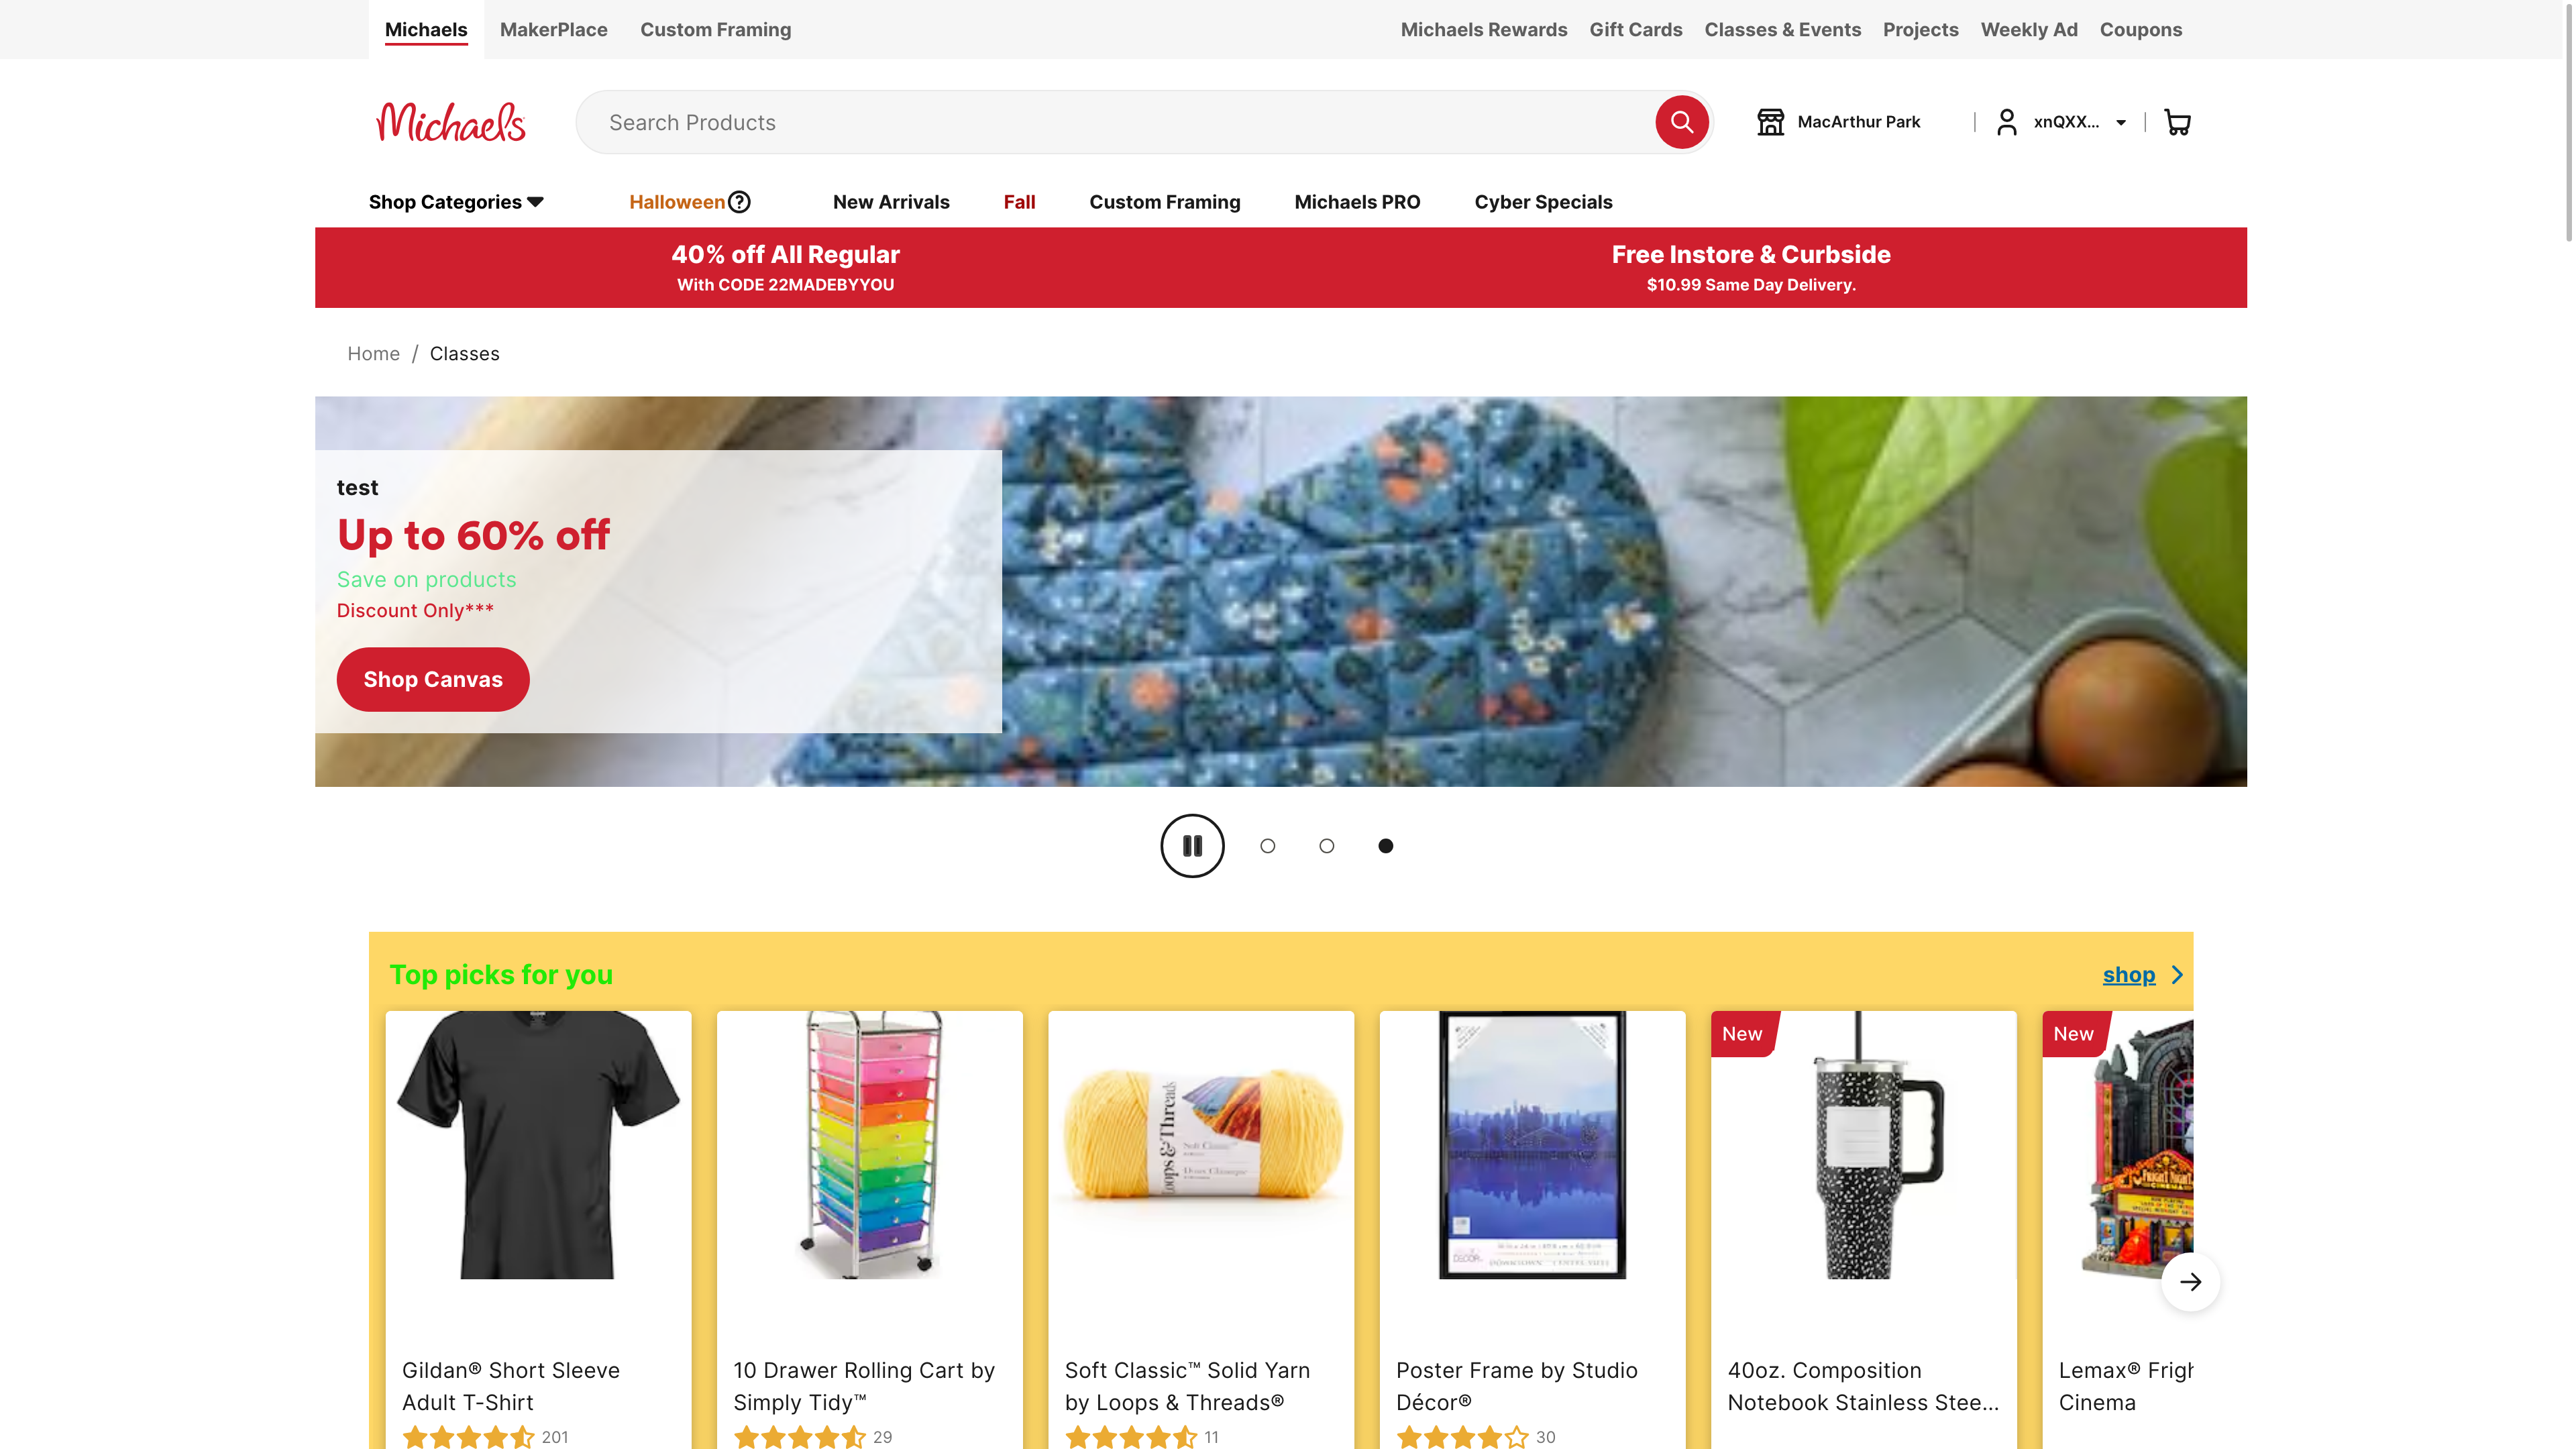 Michaels
MakerPlace
Custom Framing
Michaels Rewards
Gift Cards
Classes & Events
Projects
Weekly Ad
Coupons
Michaels
Search Products
MacArthur Park
xnQXX...
Shop Categories
Halloween
New Arrivals
Fall
Custom Framing
Michaels PRO
Cyber Specials
40% off All Regular
With CODE 22MADEBYYOU
Free Instore & Curbside
$10.99 Same Day Delivery.
Home / Classes
test
Up to 60% off
Save on products
Discount Only***
Shop Canvas
Top picks for you
shop
New
New
Loops & Threads
Soft Classic
Gildan® Short Sleeve
Adult T-Shirt
201
10 Drawer Rolling Cart by
Simply Tidy™
29
Soft Classic™ Solid Yarn
by Loops & Threads®
11
Poster Frame by Studio
Décor®
30
40oz. Composition
Notebook Stainless Stee...
Lemax® Frigh
Cinema